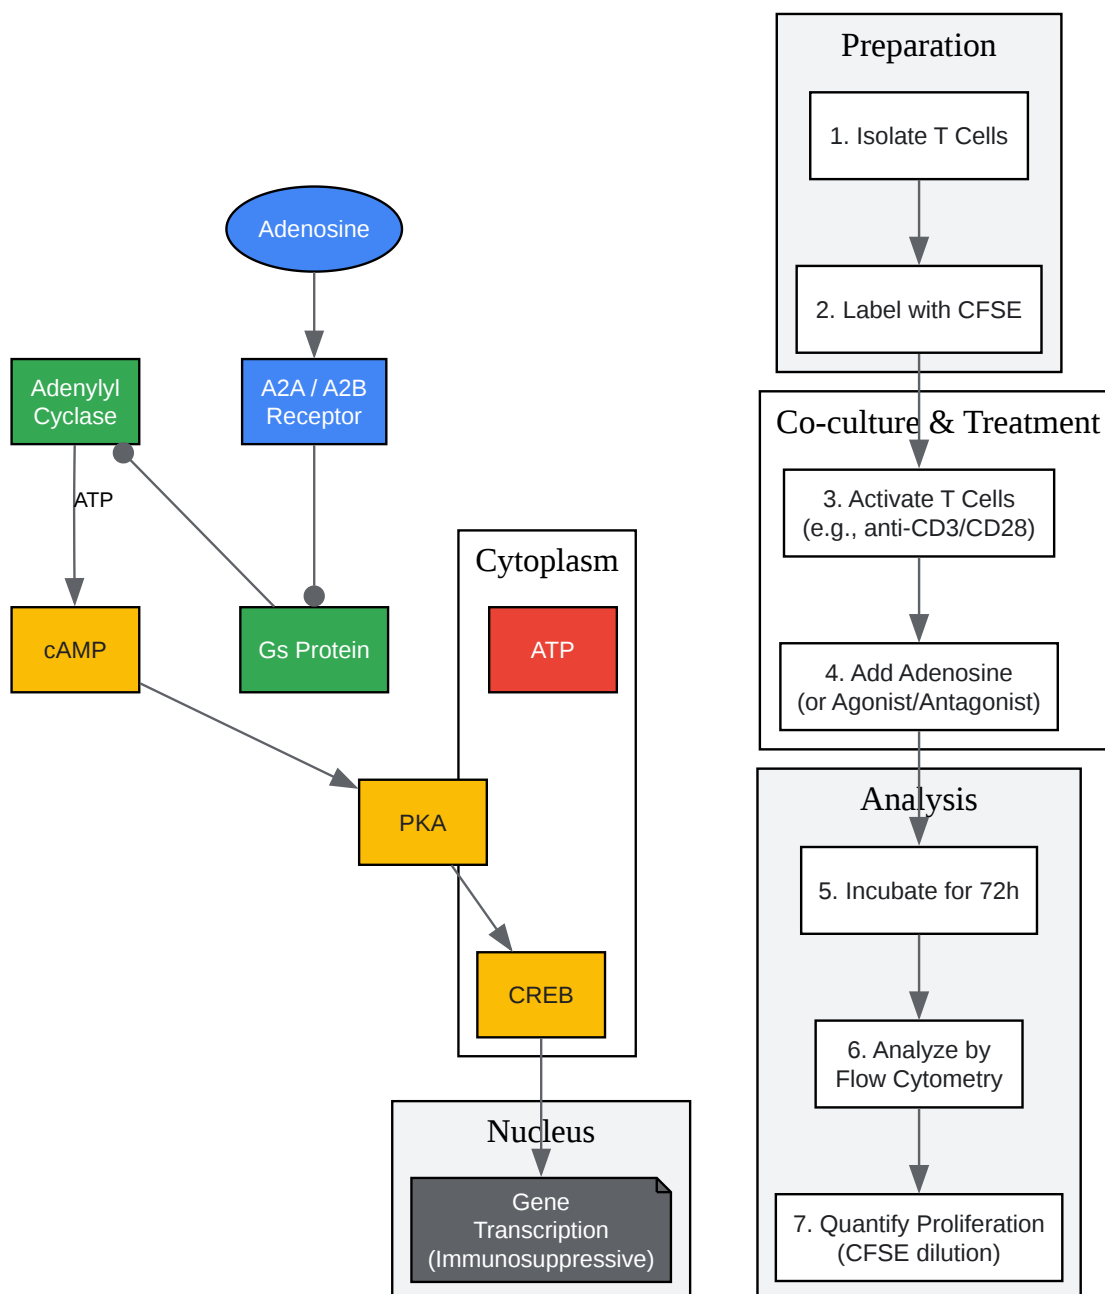 Adenosine
Adenylyl
Cyclase
A2A / A2B
Receptor
ATP
cAMP
Gs Protein
Cytoplasm
ATP
PKA
CREB
Nucleus
Gene
Transcription
(Immunosuppressive)
Preparation
1. Isolate T Cells
2. Label with CFSE
Co-culture & Treatment
3. Activate T Cells
(e.g., anti-CD3/CD28)
4. Add Adenosine
(or Agonist/Antagonist)
Analysis
5. Incubate for 72h
6. Analyze by
Flow Cytometry
7. Quantify Proliferation
(CFSE dilution)